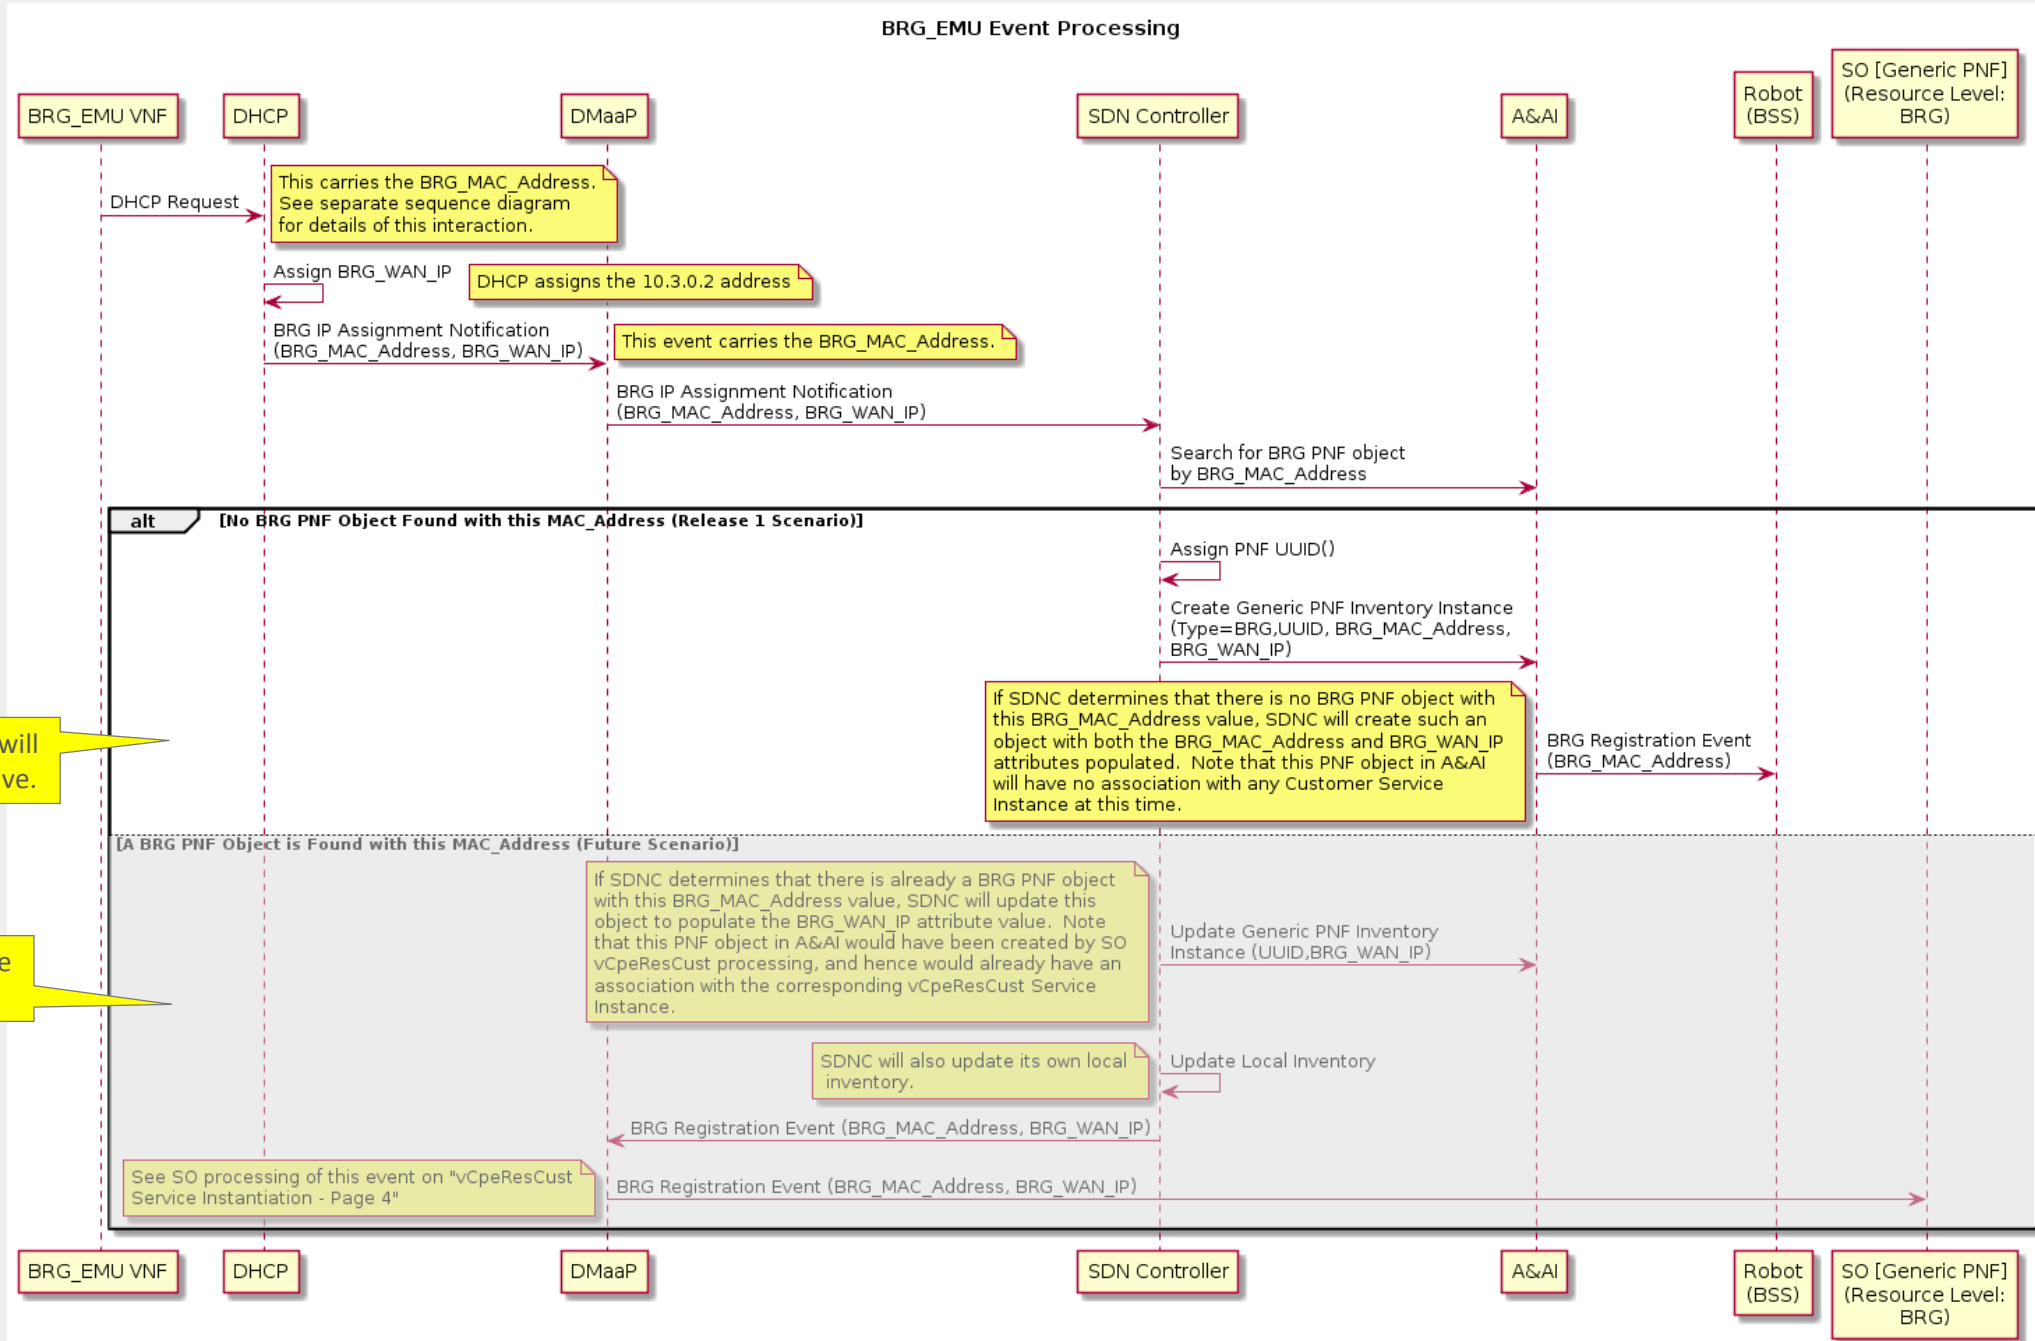 BRG_EMU Event Processing
BRG_EMU VNF
DHCP
DMaaP
SDN Controller
A&AI
Robot
(BSS)
SO [Generic PNF]
(Resource Level:
BRG)
DHCP Request
This carries the BRG_MAC_Address.
See separate sequence diagram
for details of this interaction.
Assign BRG_WAN_IP
DHCP assigns the 10.3.0.2 address
BRG IP Assignment Notification
(BRG_MAC_Address, BRG_WAN_IP)
This event carries the BRG_MAC_Address.
BRG IP Assignment Notification
(BRG_MAC_Address, BRG_WAN_IP)
Search for BRG PNF object
by BRG_MAC_Address
alt
[No BRG PNF Object Found with this MAC_Address (Release 1 Scenario)]
Assign PNF UUID()
Create Generic PNF Inventory Instance
(Type=BRG,UUID, BRG_MAC_Address,
BRG_WAN_IP)
If SDNC determines that there is no BRG PNF object with
this BRG_MAC_Address value, SDNC will create such an
object with both the BRG_MAC_Address and BRG_WAN_IP
attributes populated.  Note that this PNF object in A&AI
will have no association with any Customer Service
Instance at this time.
will
ve.
BRG Registration Event
(BRG_MAC_Address)
[A BRG PNF Object is Found with this MAC_Address (Future Scenario)]
If SDNC determines that there is already a BRG PNF object
with this BRG_MAC_Address value, SDNC will update this
object to populate the BRG_WAN_IP attribute value.  Note
that this PNF object in A&AI would have been created by SO
vCpeResCust processing, and hence would already have an
association with the corresponding vCpeResCust Service
Instance.
Update Generic PNF Inventory
Instance (UUID,BRG_WAN_IP)
e
SDNC will also update its own local
inventory.
Update Local Inventory
BRG Registration Event (BRG_MAC_Address, BRG_WAN_IP)
See SO processing of this event on "vCpeResCust
Service Instantiation - Page 4"
BRG Registration Event (BRG_MAC_Address, BRG_WAN_IP)
BRG_EMU VNF
DHCP
DMaaP
SDN Controller
A&AI
Robot
(BSS)
SO [Generic PNF]
(Resource Level:
BRG)